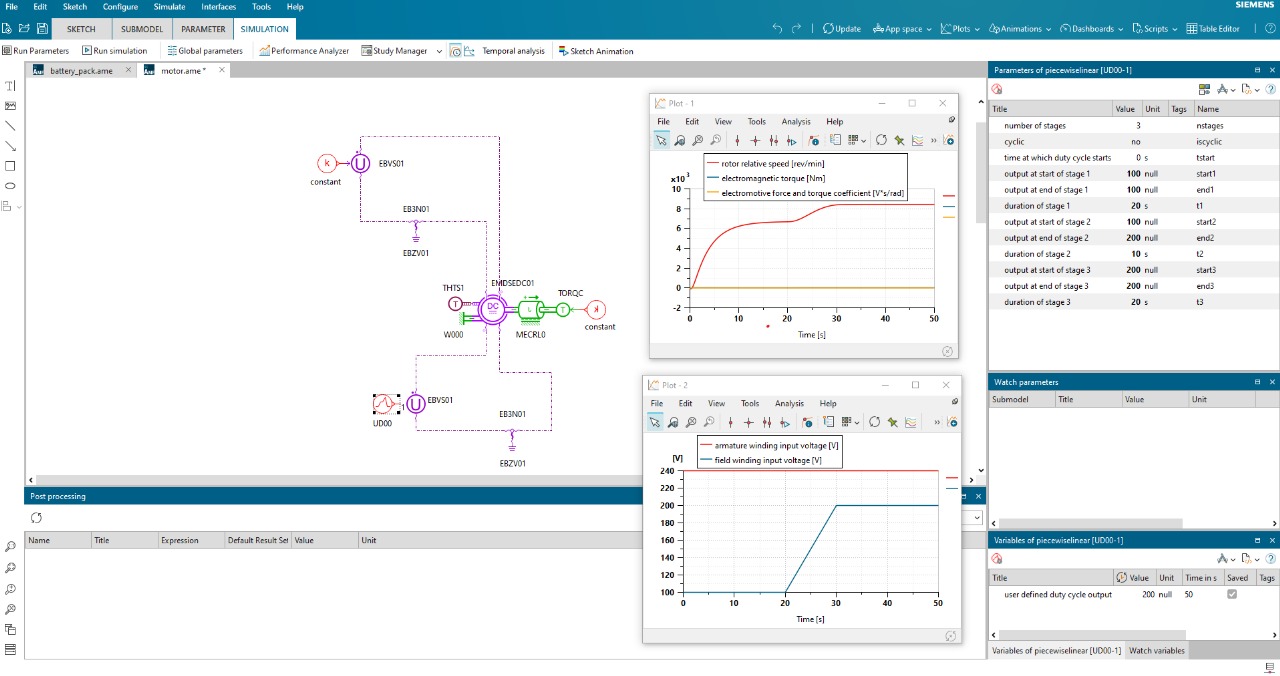 File Edit Sketch Configure Simulate Interfaces Tools Help
SIEMENS
SKETCH SUBMODEL PARAMETER SIMULATION
Update App space Plots Animations Dashboards Scripts Table Editor
Run Parameters Run simulation Global parameters Performance Analyzer Study Manager Temporal analysis Sketch Animation
battery_pack.ame motor.ame *
k
constant
U
EBVS01
EB3N01
EBZV01
THTS1
EMDSEDC01
TORQC
T
DC
L
T
k
W000
MECRL0
constant
UD00
U
EBVS01
EB3N01
EBZV01
Plot - 1
File Edit View Tools Analysis Help
rotor relative speed [rev/min]
electromagnetic torque [Nm]
electromotive force and torque coefficient [V*s/rad]
x10³
10
8
6
4
2
0
-2
0 10 20 30 40 50
Time [s]
Plot - 2
File Edit View Tools Analysis Help
armature winding input voltage [V]
field winding input voltage [V]
[V]
240
220
200
180
160
140
120
100
0 10 20 30 40 50
Time [s]
Post processing
Name Title Expression Default Result Set Value Unit
Parameters of piecewiselinear [UD00-1]
Title Value Unit Tags Name
number of stages 3 nstages
cyclic no iscyclic
time at which duty cycle starts 0 s tstart
output at start of stage 1 100 null start1
output at end of stage 1 100 null end1
duration of stage 1 20 s t1
output at start of stage 2 100 null start2
output at end of stage 2 200 null end2
duration of stage 2 10 s t2
output at start of stage 3 200 null start3
output at end of stage 3 200 null end3
duration of stage 3 20 s t3
Watch parameters
Submodel Title Value Unit
Variables of piecewiselinear [UD00-1]
Title Value Unit Time in s Saved Tags
user defined duty cycle output 200 null 50
Variables of piecewiselinear [UD00-1] Watch variables